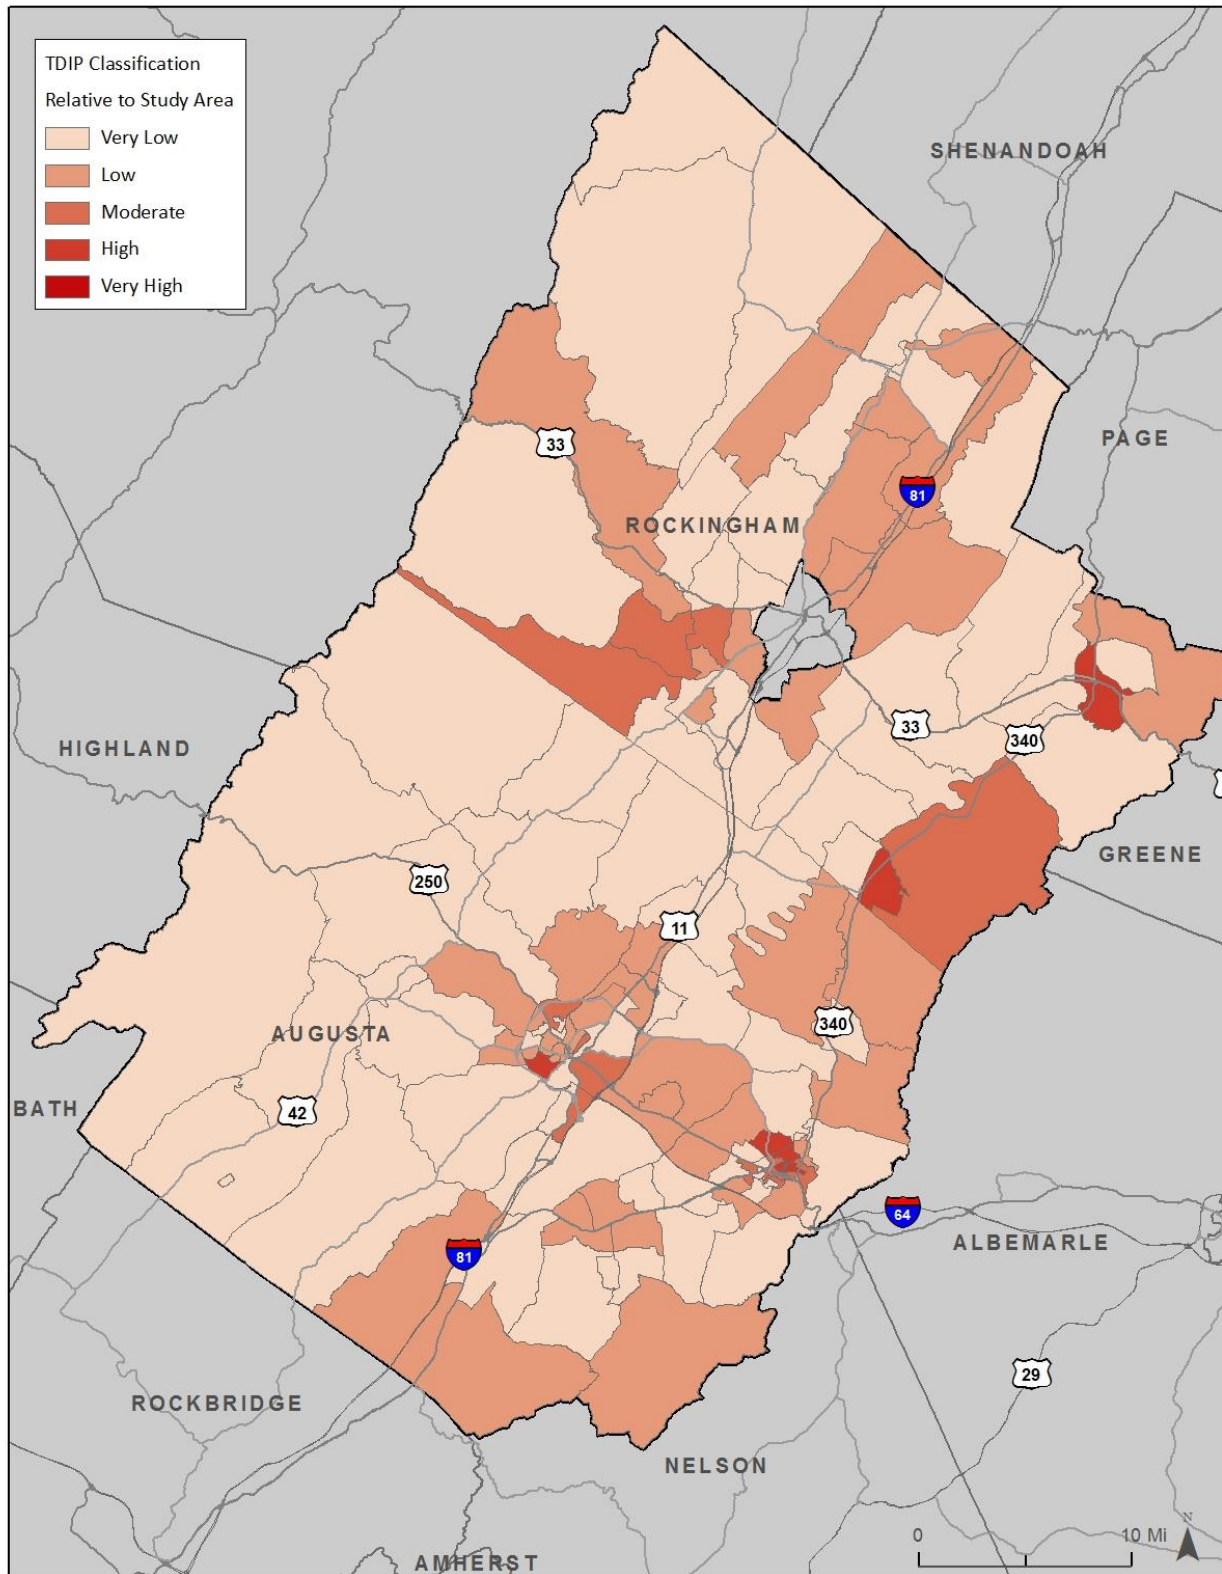 TDIP Classification
Relative to Study Area
Very Low
Low
Moderate
High
Very High
SHENANDOAH
PAGE
33
81
ROCKINGHAM
33
340
HIGHLAND
GREENE
250
11
340
AUGUSTA
BATH
42
64
81
ALBEMARLE
29
ROCKBRIDGE
NELSON
N
0 10 Mi
AMHERST